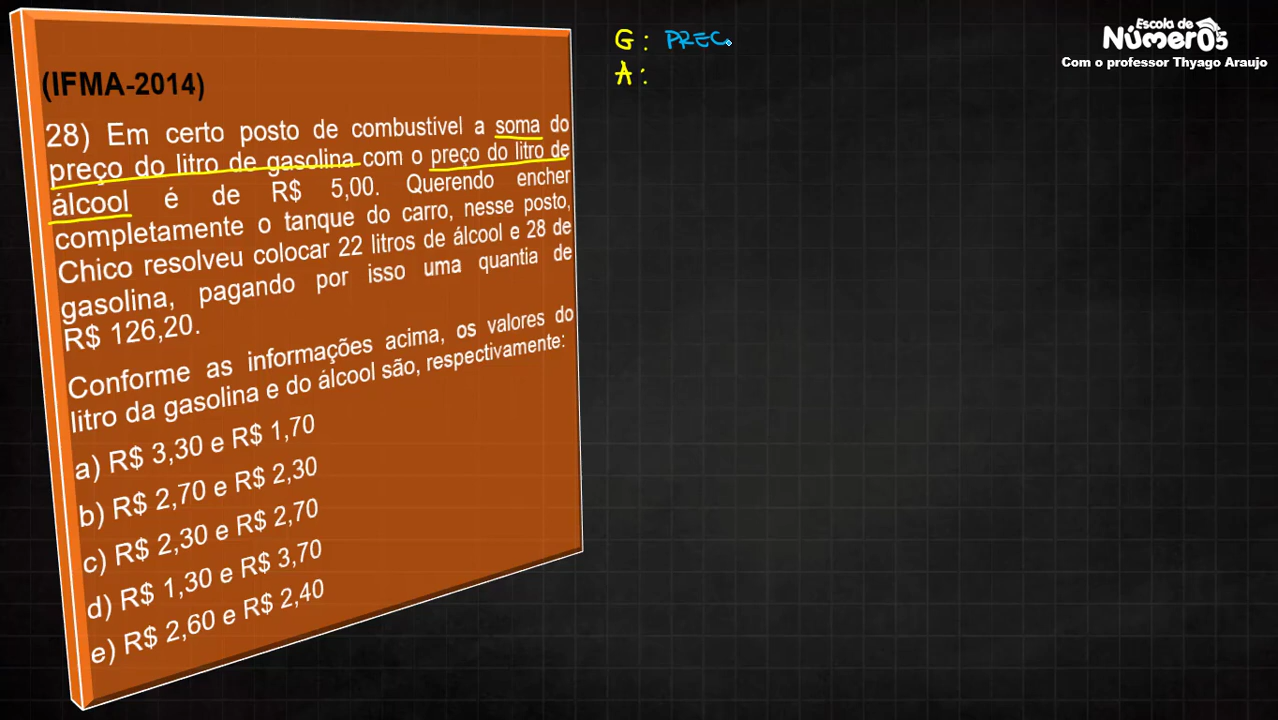 (IFMA-2014)
28) Em certo posto de combustivel a soma do
preço do litro de gasolina com o preço do litro de
álcool é de R$ 5,00. Querendo encher
completamente o tanque do carro, nesse posto,
Chico resolveu colocar 22 litros de álcool e 28 de
gasolina, pagando por isso uma quantia de
R$ 126,20.
Conforme as informações acima, os valores do
litro da gasolina e do álcool são, respectivamente:
a) R$ 3,30 e R$ 1,70
b) R$ 2,70 e R$ 2,30
c) R$ 2,30 e R$ 2,70
d) R$ 1,30 e R$ 3,70
e) R$ 2,60 e R$ 2,40
G: PREC
A:
Escola de
Númer05
Com o professor Thyago Araujo